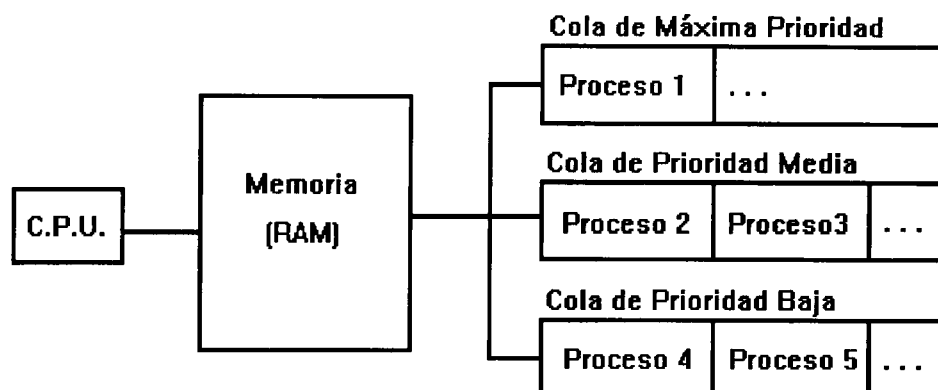 Cola de Máxima Prioridad
Proceso 1 ...
Cola de Prioridad Media
Memoria
(RAM)
C.P.U.
Proceso 2 Proceso3 ...
Cola de Prioridad Baja
Proceso 4 Proceso 5 ...